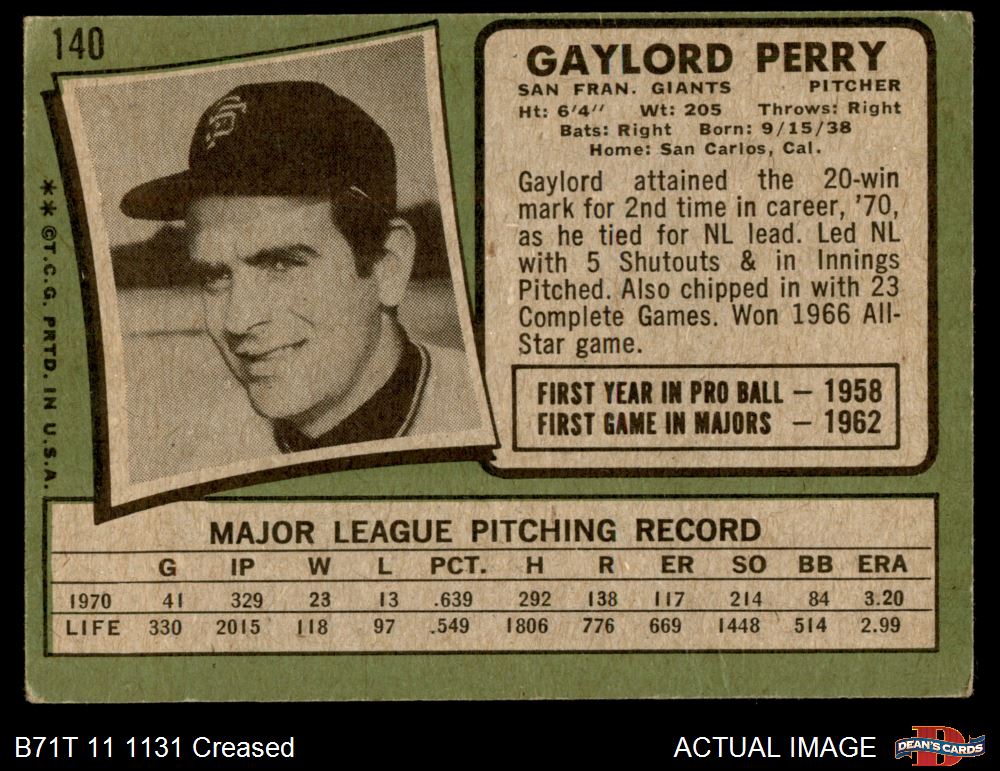 140
GAYLORD PERRY
SAN FRAN. GIANTS PITCHER
Ht: 6'4" Wt: 205 Throws: Right
Bats: Right Born: 9/15/38
Home: San Carlos, Cal.
Gaylord attained the 20-win
mark for 2nd time in career, '70,
as he tied for NL lead. Led NL
with 5 Shutouts & in Innings
Pitched. Also chipped in with 23
Complete Games. Won 1966 All-
Star game.
FIRST YEAR IN PRO BALL — 1958
FIRST GAME IN MAJORS — 1962
SF
**©T.C.G. PRTD. IN U.S.A.
MAJOR LEAGUE PITCHING RECORD
G IP W L PCT. H R ER SO BB ERA
1970 41 329 23 13 .639 292 138 117 214 84 3.20
LIFE 330 2015 118 97 .549 1806 776 669 1448 514 2.99
B71T 11 1131 Creased
ACTUAL IMAGE
D DEAN'S CARDS